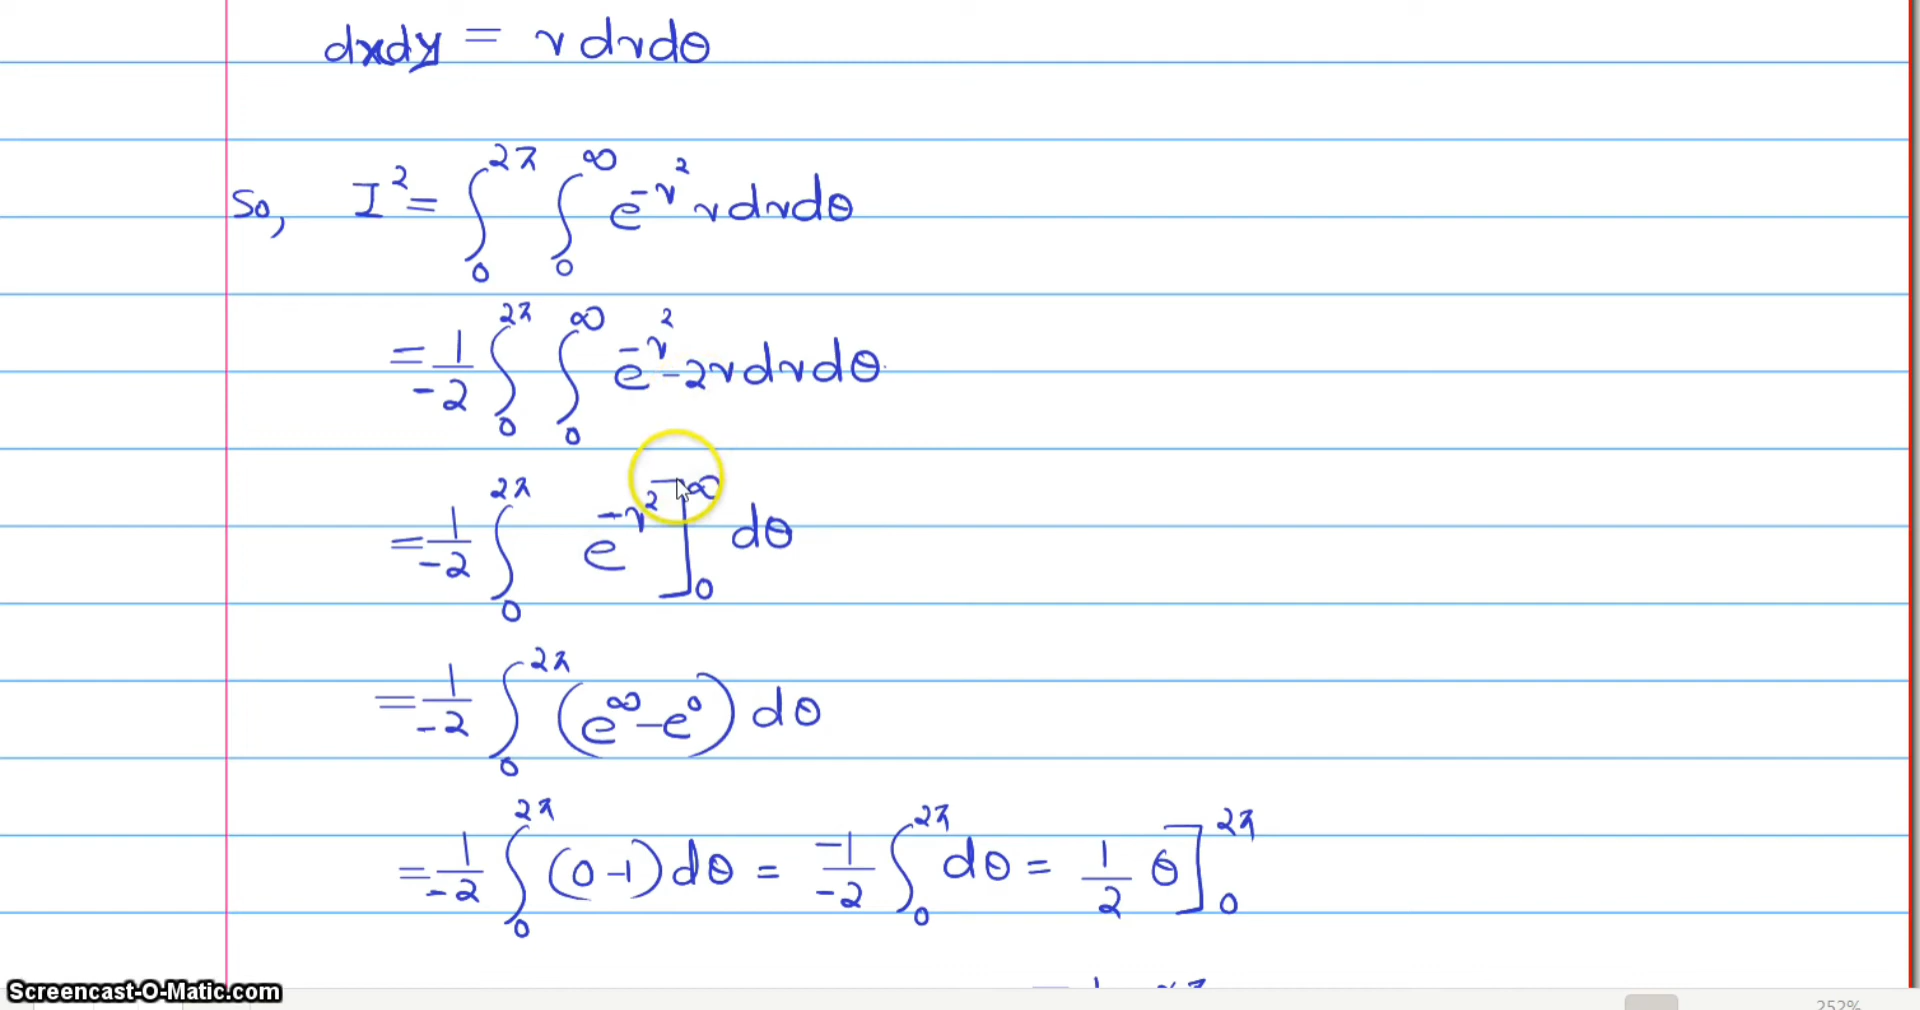 dxdy = r dr dθ
So, I² = ∫₀^2π ∫₀^∞ e^-r² r dr dθ
= 1/-2 ∫₀^2π ∫₀^∞ e^-r² -2r dr dθ
= 1/-2 ∫₀^2π e^-r² ]₀^∞ dθ
= 1/-2 ∫₀^2π (e^∞ - e^0) dθ
= 1/-2 ∫₀^2π (0-1) dθ = -1/-2 ∫₀^2π dθ = 1/2 θ]₀^2π
Screencast-O-Matic.com